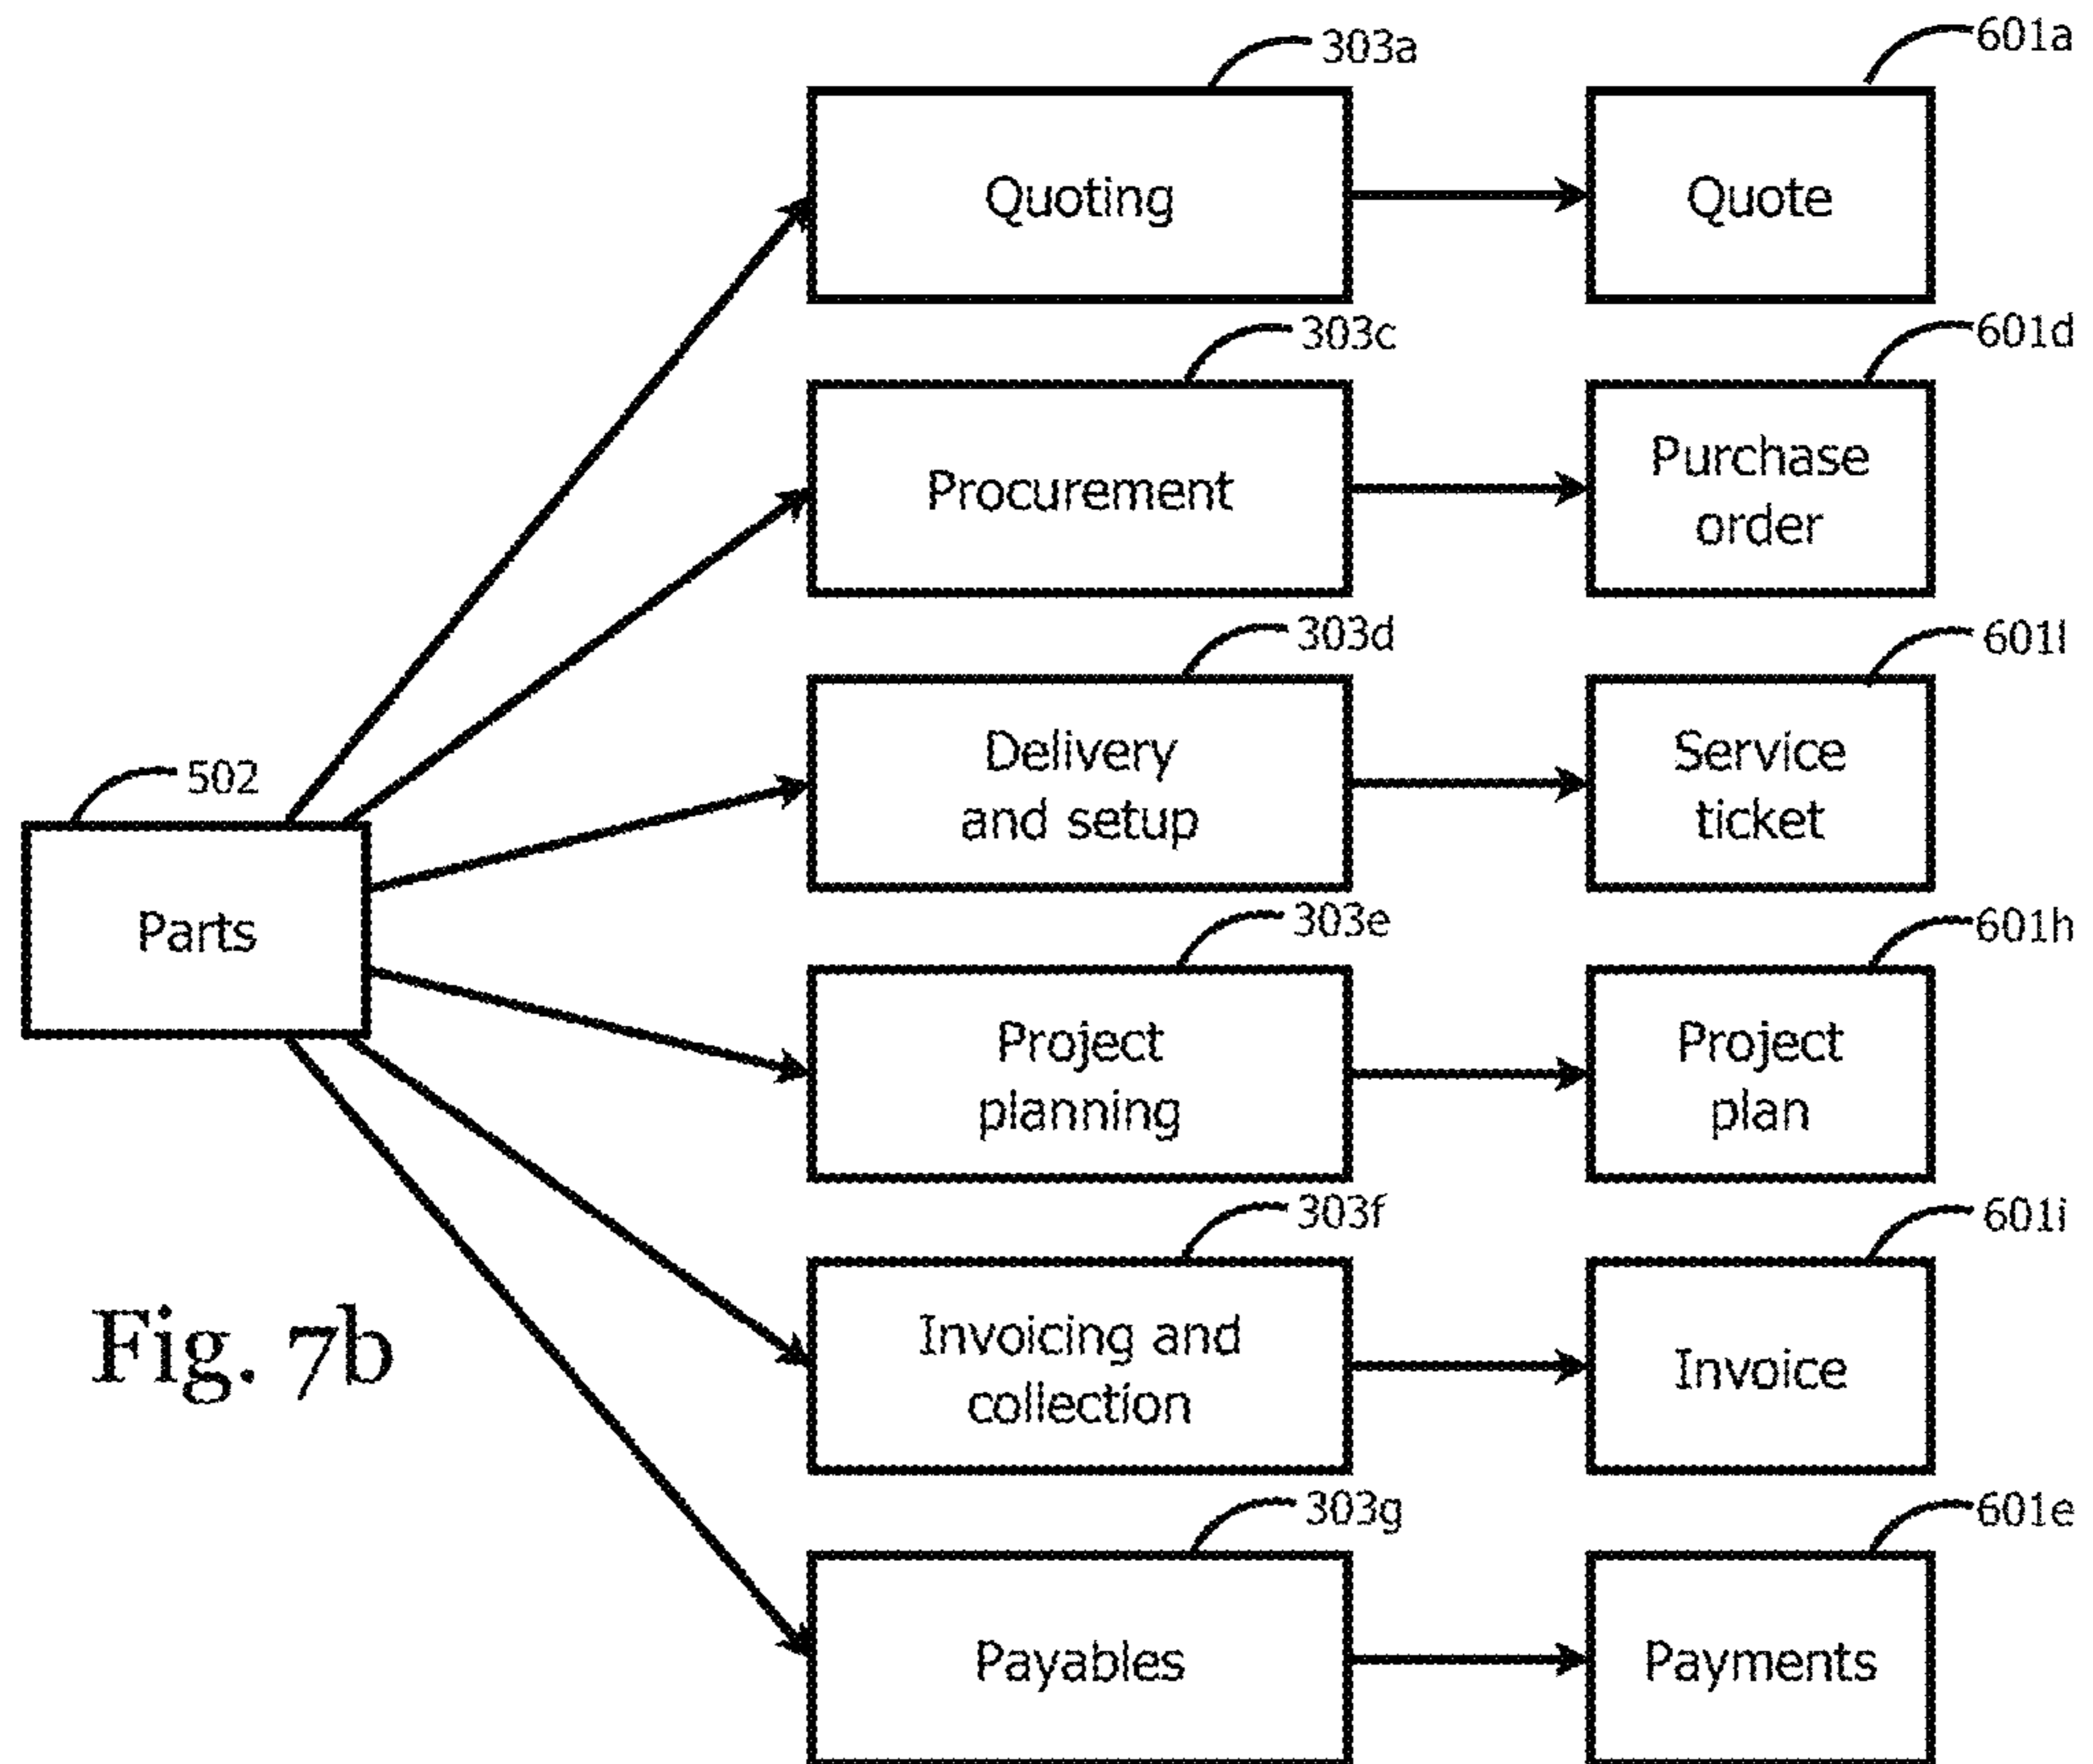 303a
601a
Quoting
Quote
303c
601d
Procurement
Purchase
order
303d
601l
Delivery
and setup
Service
ticket
502
Parts
303e
601h
Project
planning
Project
plan
303f
601i
Invoicing and
collection
Invoice
Fig. 7b
303g
601e
Payables
Payments